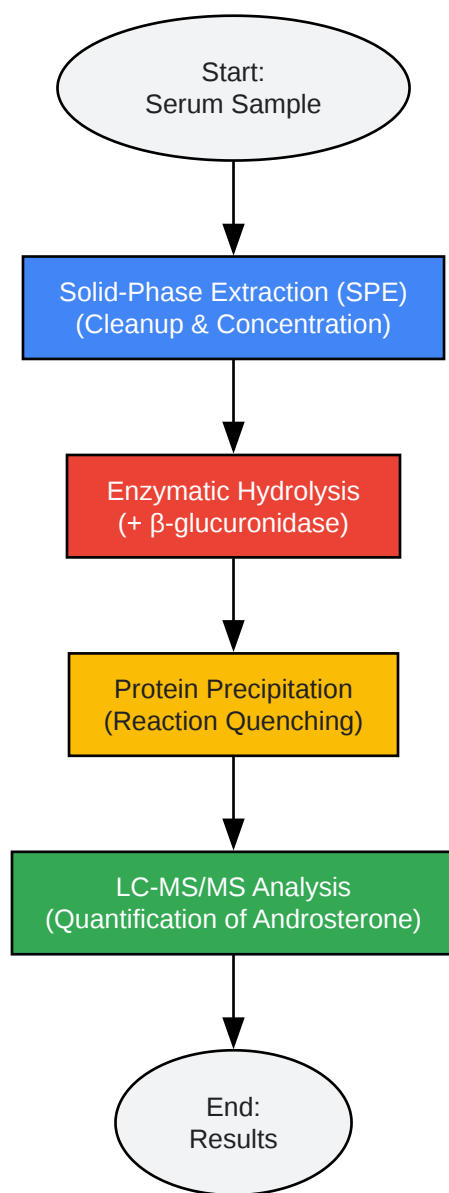 Start:
Serum Sample
Solid-Phase Extraction (SPE)
(Cleanup & Concentration)
Enzymatic Hydrolysis
(+ β-glucuronidase)
Protein Precipitation
(Reaction Quenching)
LC-MS/MS Analysis
(Quantification of Androsterone)
End:
Results